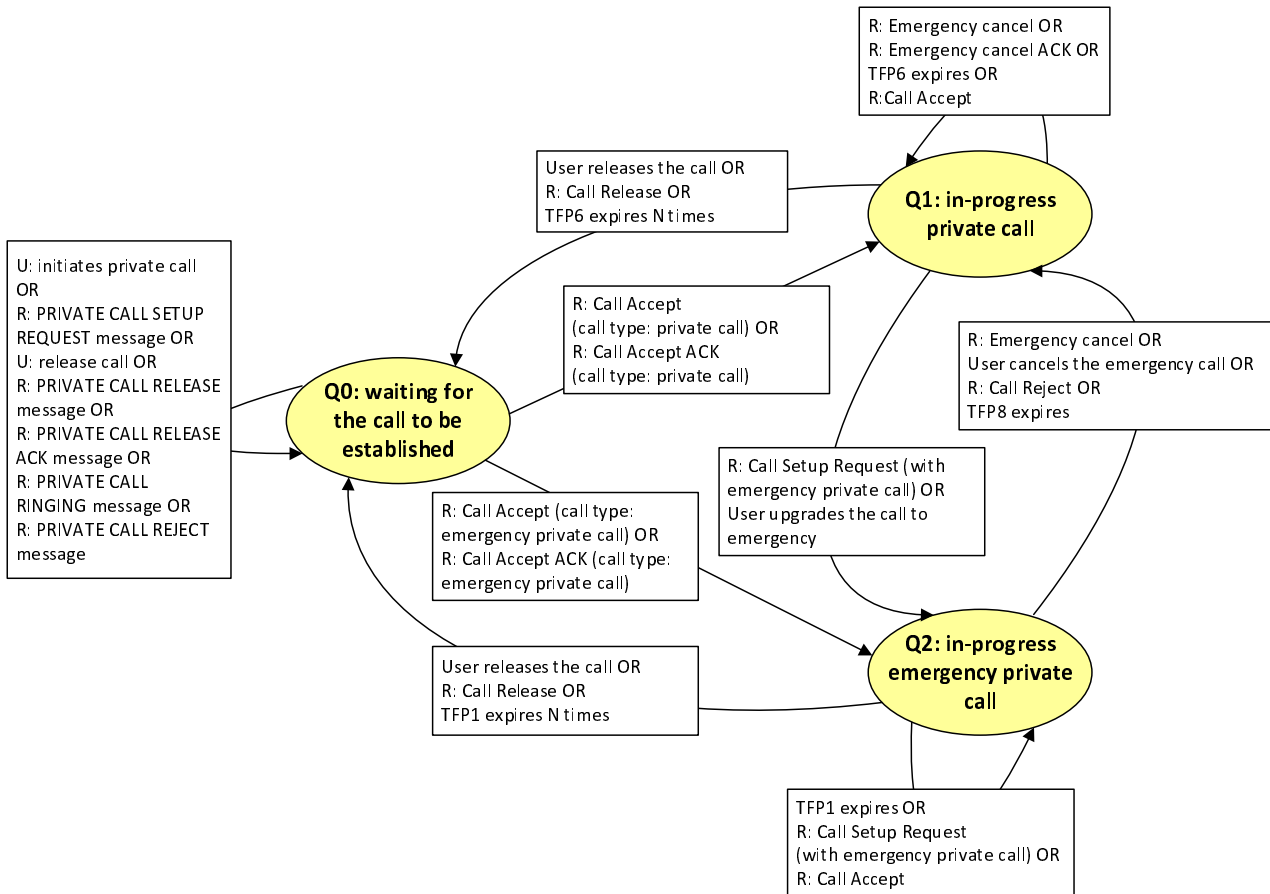 R: Emergency cancel OR
R: Emergency cancel ACK OR
TFP6 expires OR
R:Call Accept
User releases the call OR
R: Call Release OR
TFP6 expires N times
Q1: in-progress
private call
U: initiates private call
OR
R: PRIVATE CALL SETUP
REQUEST message OR
U: release call OR
R: PRIVATE CALL RELEASE
message OR
R: PRIVATE CALL RELEASE
ACK message OR
R: PRIVATE CALL
RINGING message OR
R: PRIVATE CALL REJECT
message
R: Call Accept
(call type: private call) OR
R: Call Accept ACK
(call type: private call)
R: Emergency cancel OR
User cancels the emergency call OR
R: Call Reject OR
TFP8 expires
Q0: waiting for
the call to be
established
R: Call Setup Request (with
emergency private call) OR
User upgrades the call to
emergency
R: Call Accept (call type:
emergency private call) OR
R: Call Accept ACK (call type:
emergency private call)
Q2: in-progress
emergency private
call
User releases the call OR
R: Call Release OR
TFP1 expires N times
TFP1 expires OR
R: Call Setup Request
(with emergency private call) OR
R: Call Accept